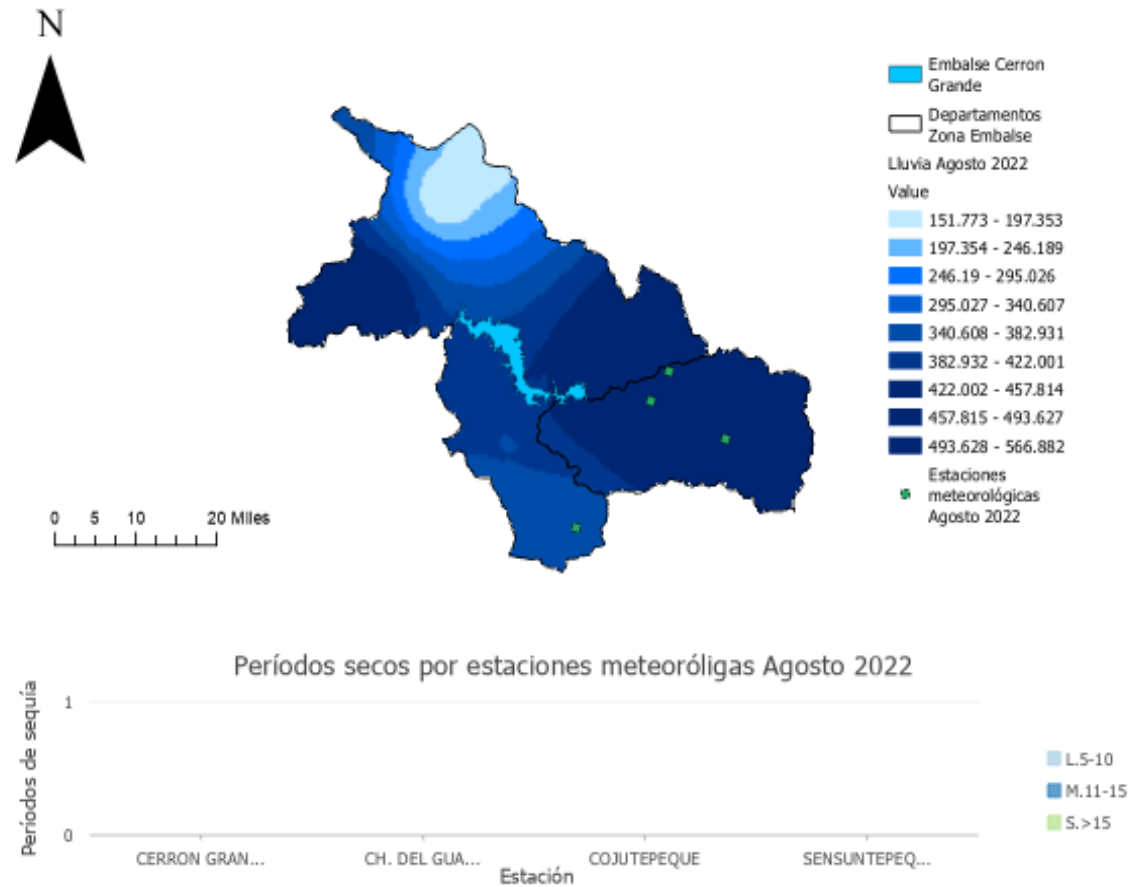 N
Embalse Cerron
Grande
Departamentos
Zona Embalse
Lluvia Agosto 2022
Value
151.773 - 197.353
197.354 - 246.189
246.19 - 295.026
295.027 - 340.607
340.608 - 382.931
382.932 - 422.001
422.002 - 457.814
457.815 - 493.627
493.628 - 566.882
Estaciones
meteorológicas
Agosto 2022
0 5 10 20 Miles
Períodos secos por estaciones meteoróligas Agosto 2022
Períodos de sequía
1
0
L.5-10
M.11-15
S.>15
CERRON GRAN... CH. DEL GUA... COJUTEPEQUE SENSUNTEPEQ...
Estación